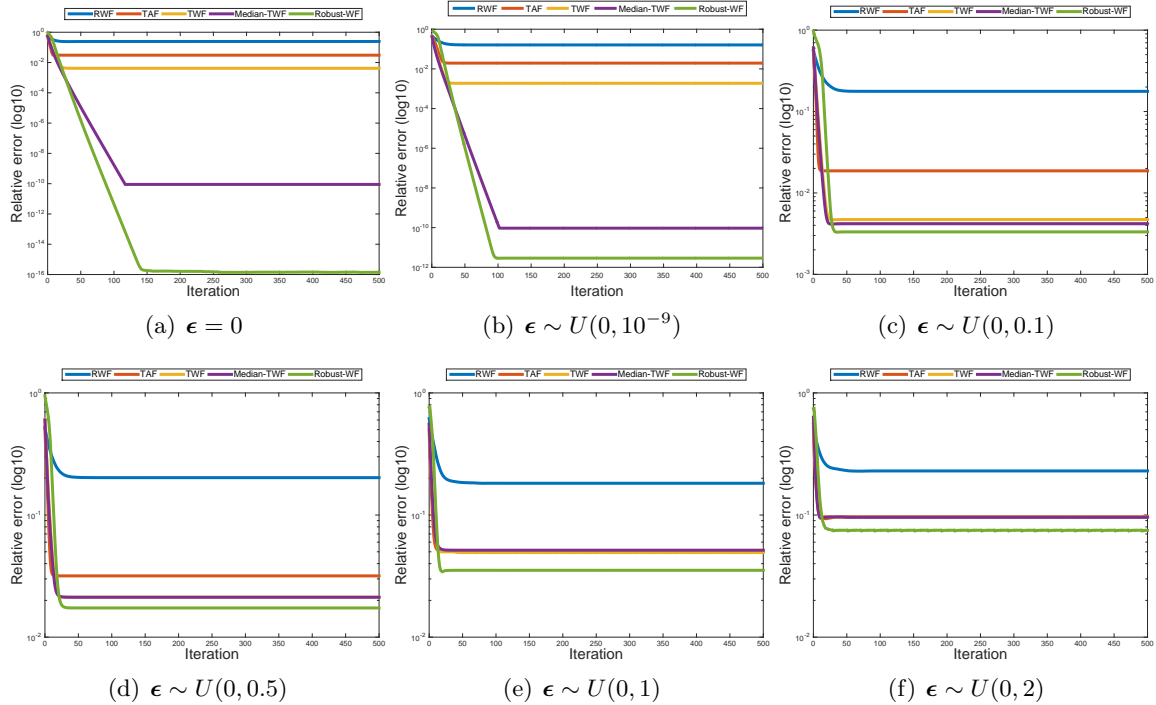 RWF TAF TWF Median-TWF Robust-WF
RWF TAF TWF Median-TWF Robust-WF
RWF TAF TWF Median-TWF Robust-WF
Relative error (log10)
10^0
10^-2
10^-4
10^-6
10^-8
10^-10
10^-12
10^-14
10^-16
0 50 100 150 200 250 300 350 400 450 500
Iteration
(a) ϵ = 0
Relative error (log10)
10^0
10^-2
10^-4
10^-6
10^-8
10^-10
10^-12
0 50 100 150 200 250 300 350 400 450 500
Iteration
(b) ϵ ∼ U(0, 10^−9)
Relative error (log10)
10^0
10^-1
10^-2
10^-3
0 50 100 150 200 250 300 350 400 450 500
Iteration
(c) ϵ ∼ U(0, 0.1)
RWF TAF TWF Median-TWF Robust-WF
RWF TAF TWF Median-TWF Robust-WF
RWF TAF TWF Median-TWF Robust-WF
Relative error (log10)
10^0
10^-1
10^-2
0 50 100 150 200 250 300 350 400 450 500
Iteration
(d) ϵ ∼ U(0, 0.5)
Relative error (log10)
10^0
10^-1
10^-2
0 50 100 150 200 250 300 350 400 450 500
Iteration
(e) ϵ ∼ U(0, 1)
Relative error (log10)
10^0
10^-1
10^-2
0 50 100 150 200 250 300 350 400 450 500
Iteration
(f) ϵ ∼ U(0, 2)